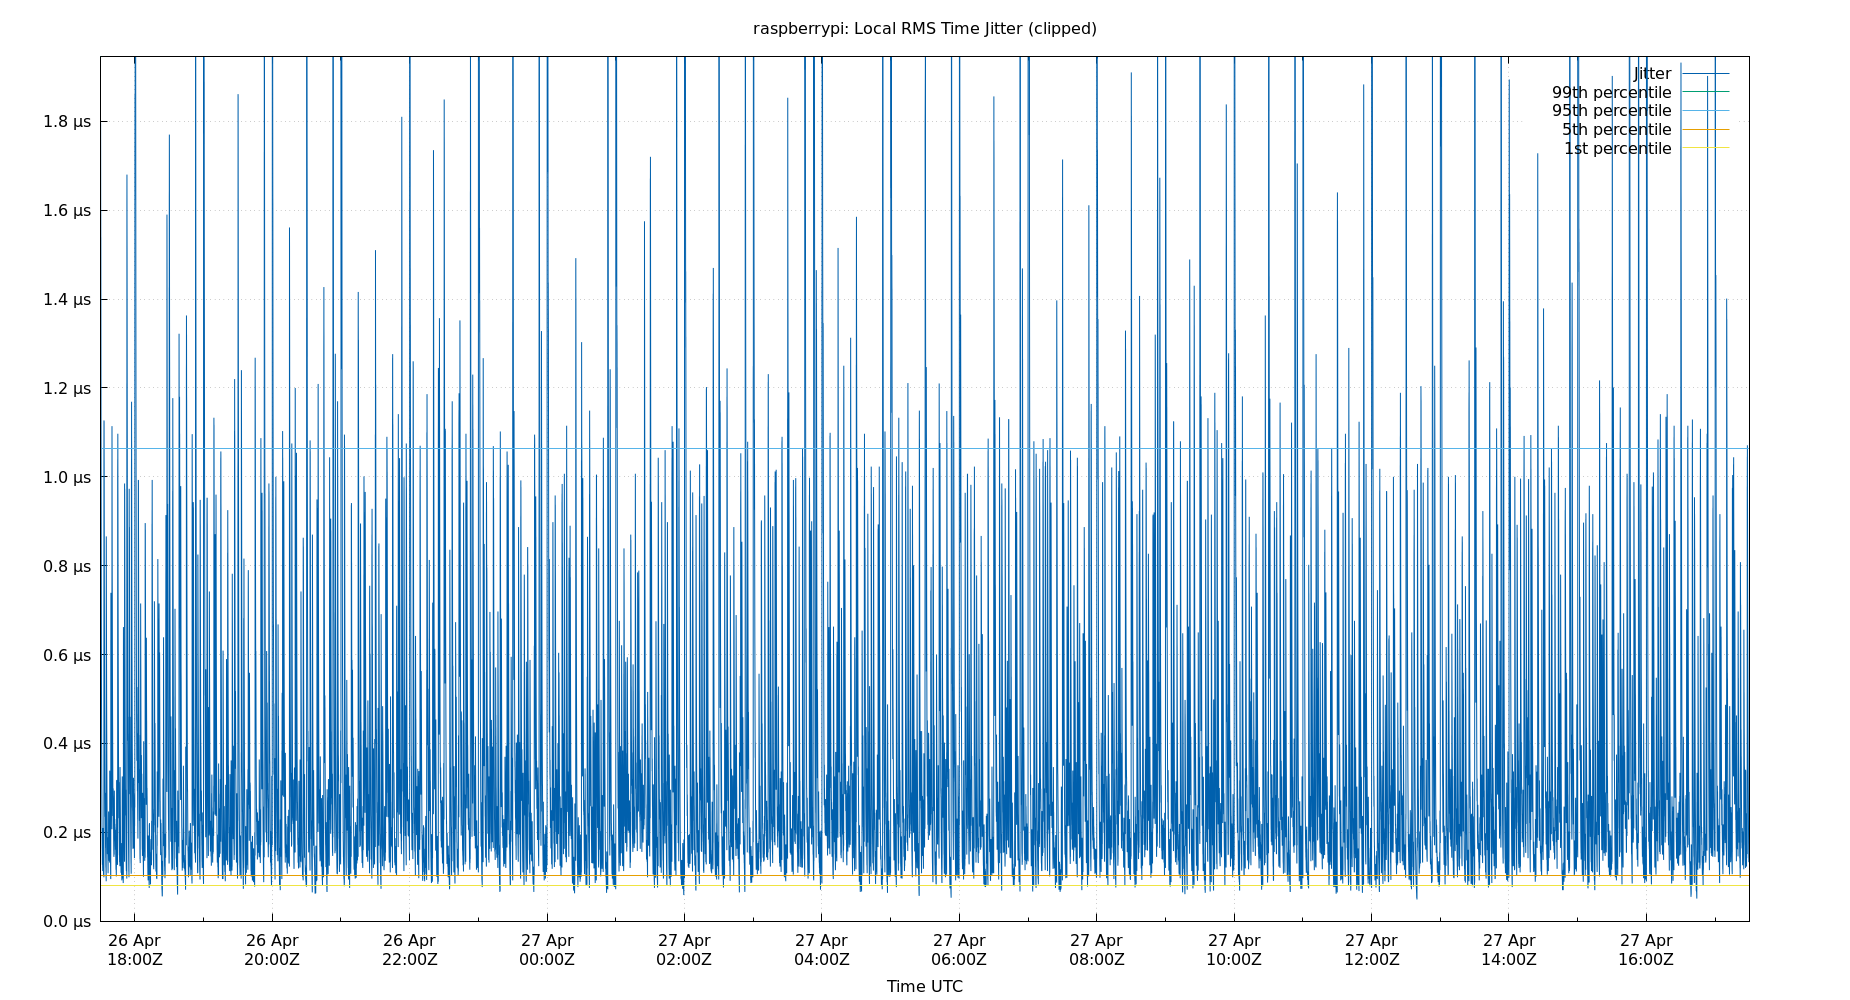 raspberrypi: Local RMS Time Jitter (clipped)
Jitter
99th percentile
95th percentile
5th percentile
1st percentile
1.8 μs
1.6 μs
1.4 μs
1.2 μs
1.0 μs
0.8 μs
0.6 μs
0.4 μs
0.2 μs
0.0 μs
26 Apr 26 Apr 26 Apr 27 Apr 27 Apr 27 Apr 27 Apr 27 Apr 27 Apr 27 Apr 27 Apr 27 Apr
18:00Z 20:00Z 22:00Z 00:00Z 02:00Z 04:00Z 06:00Z 08:00Z 10:00Z 12:00Z 14:00Z 16:00Z
Time UTC